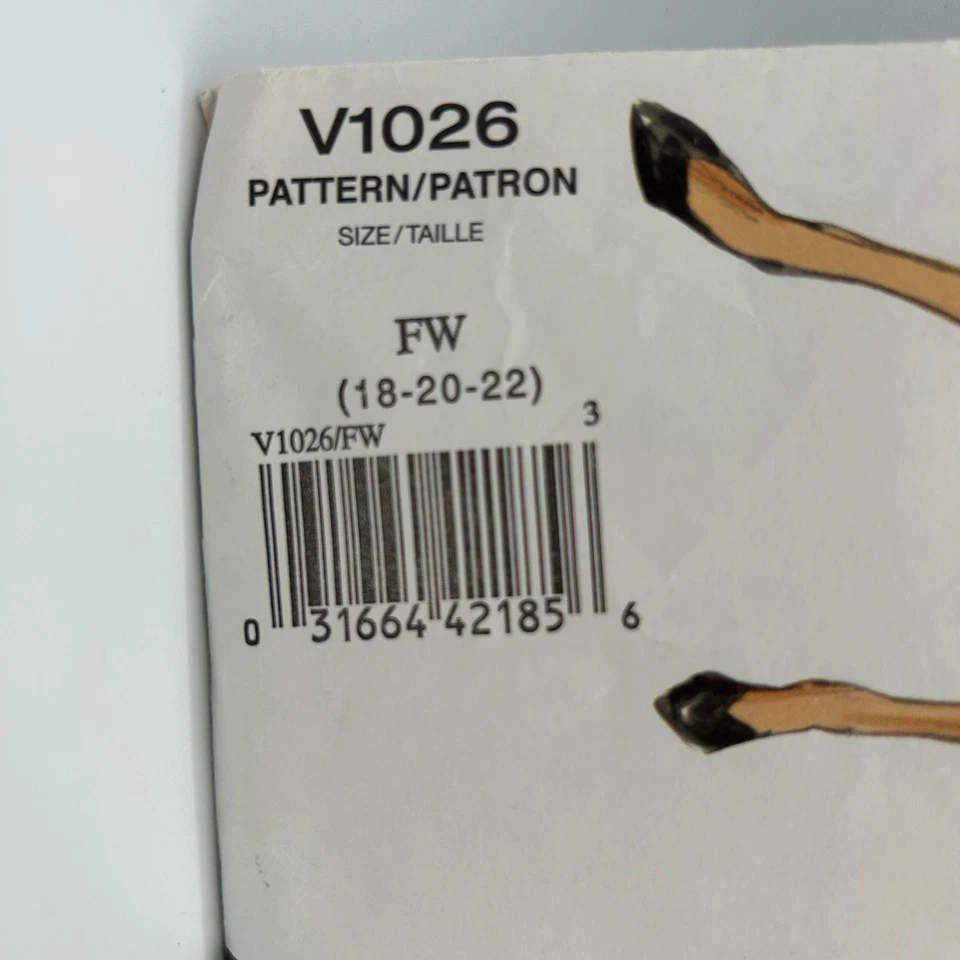 V1026
PATTERN/PATRON
SIZE/TAILLE
FW
(18-20-22)
3
V1026/FW
0 31664 42185 6